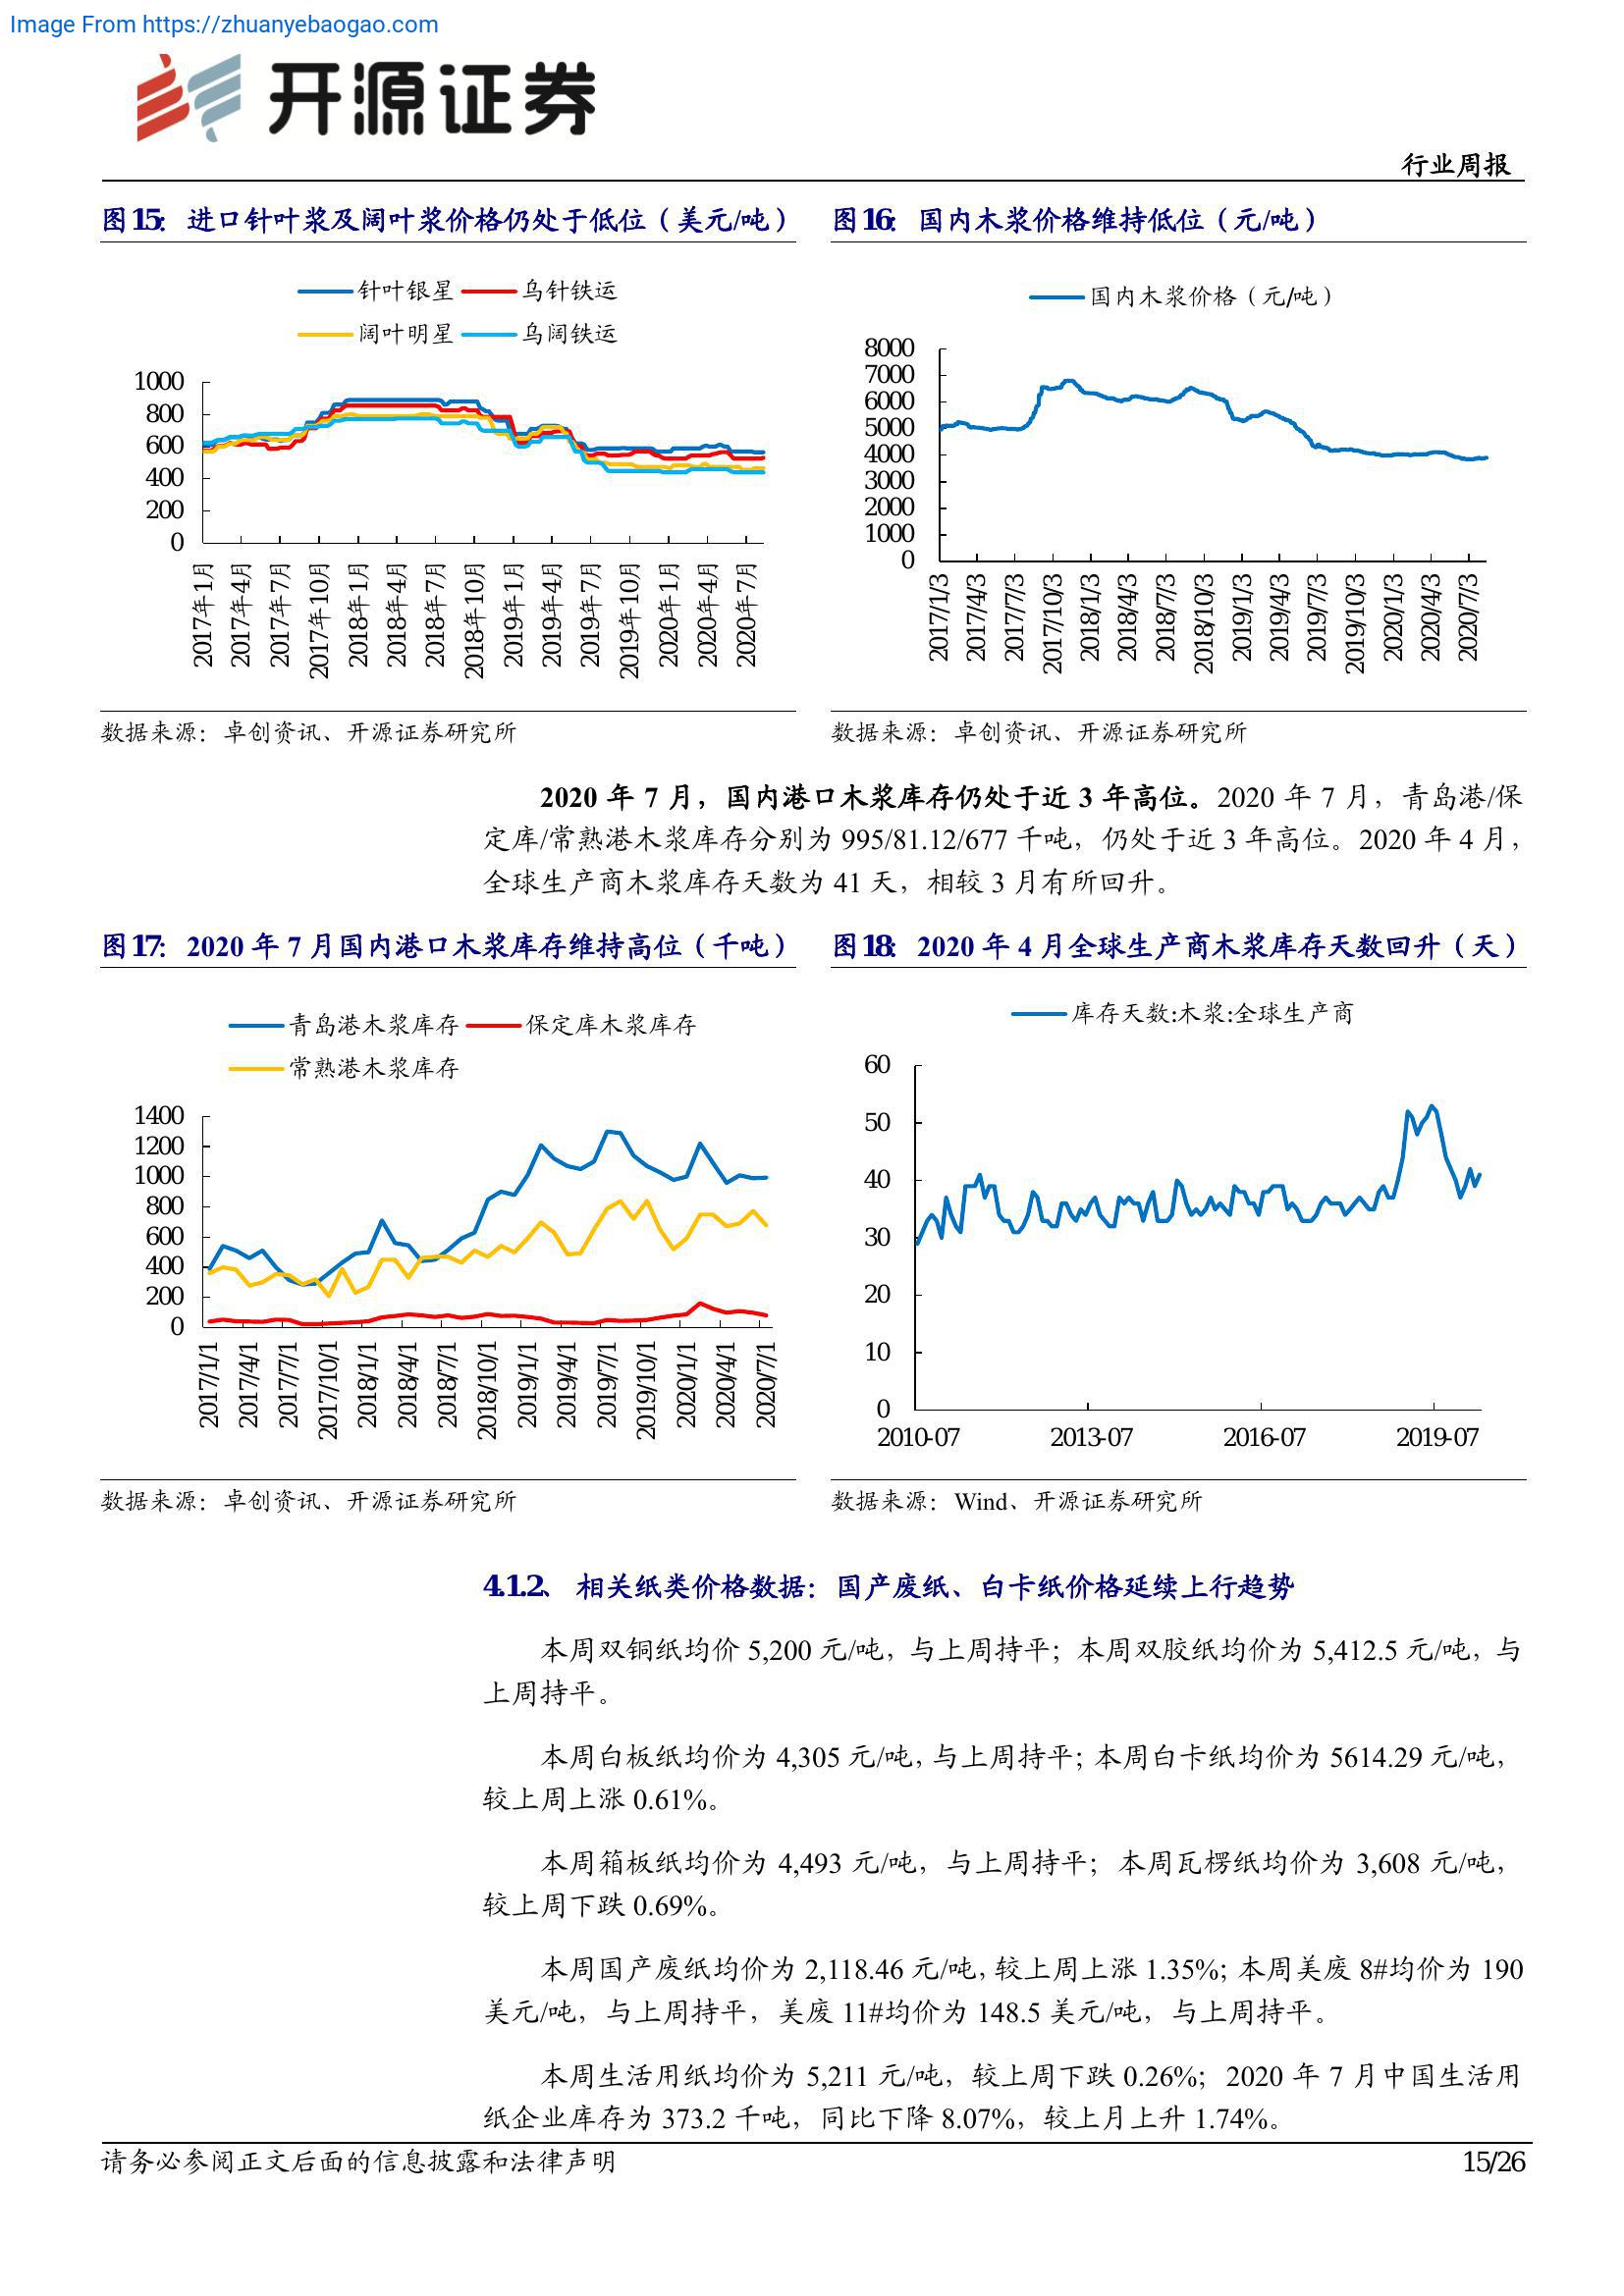 Image From https://zhuanyebaogao.com
开源证券
行业周报
图15: 进口针叶浆及阔叶浆价格仍处于低位（美元/吨）
图16: 国内木浆价格维持低位（元/吨）
针叶银星 乌针铁运
阔叶明星 乌阔铁运
1000
800
600
400
200
0
2017年1月 2017年4月 2017年7月 2017年10月 2018年1月 2018年4月 2018年7月 2018年10月 2019年1月 2019年4月 2019年7月 2019年10月 2020年1月 2020年4月 2020年7月
国内木浆价格（元/吨）
8000
7000
6000
5000
4000
3000
2000
1000
0
2017/1/3 2017/4/3 2017/7/3 2017/10/3 2018/1/3 2018/4/3 2018/7/3 2018/10/3 2019/1/3 2019/4/3 2019/7/3 2019/10/3 2020/1/3 2020/4/3 2020/7/3
数据来源：卓创资讯、开源证券研究所
数据来源：卓创资讯、开源证券研究所
2020 年 7 月，国内港口木浆库存仍处于近 3 年高位。2020 年 7 月，青岛港/保
定库/常熟港木浆库存分别为 995/81.12/677 千吨，仍处于近 3 年高位。2020 年 4 月，
全球生产商木浆库存天数为 41 天，相较 3 月有所回升。
图17: 2020 年 7 月国内港口木浆库存维持高位（千吨）
图18: 2020 年 4 月全球生产商木浆库存天数回升（天）
青岛港木浆库存 保定库木浆库存
常熟港木浆库存
1400
1200
1000
800
600
400
200
0
2017/1/1 2017/4/1 2017/7/1 2017/10/1 2018/1/1 2018/4/1 2018/7/1 2018/10/1 2019/1/1 2019/4/1 2019/7/1 2019/10/1 2020/1/1 2020/4/1 2020/7/1
库存天数:木浆:全球生产商
60
50
40
30
20
10
0
2010-07 2013-07 2016-07 2019-07
数据来源：卓创资讯、开源证券研究所
数据来源：Wind、开源证券研究所
4.1.2、 相关纸类价格数据：国产废纸、白卡纸价格延续上行趋势
本周双铜纸均价 5,200 元/吨，与上周持平；本周双胶纸均价为 5,412.5 元/吨，与
上周持平。
本周白板纸均价为 4,305 元/吨，与上周持平；本周白卡纸均价为 5614.29 元/吨，
较上周上涨 0.61%。
本周箱板纸均价为 4,493 元/吨，与上周持平；本周瓦楞纸均价为 3,608 元/吨，
较上周下跌 0.69%。
本周国产废纸均价为 2,118.46 元/吨，较上周上涨 1.35%；本周美废 8#均价为 190
美元/吨，与上周持平，美废 11#均价为 148.5 美元/吨，与上周持平。
本周生活用纸均价为 5,211 元/吨，较上周下跌 0.26%；2020 年 7 月中国生活用
纸企业库存为 373.2 千吨，同比下降 8.07%，较上月上升 1.74%。
请务必参阅正文后面的信息披露和法律声明
15/26